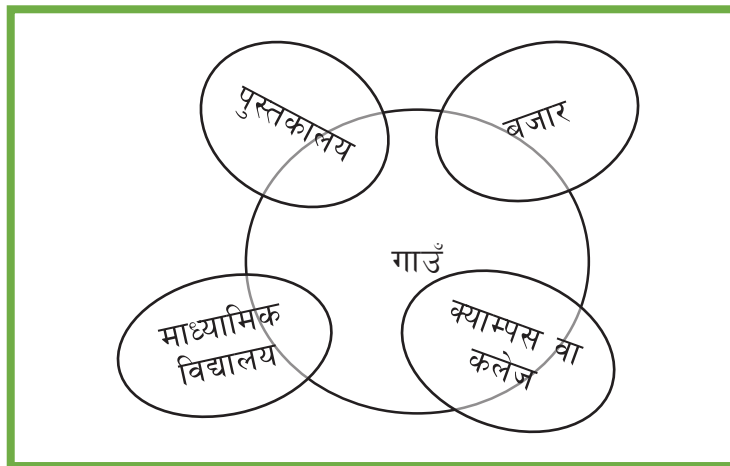 पुस्तकालय
बजार
गाउँ
माध्यामिक
विद्यालय
क्याम्पस वा
कलेज